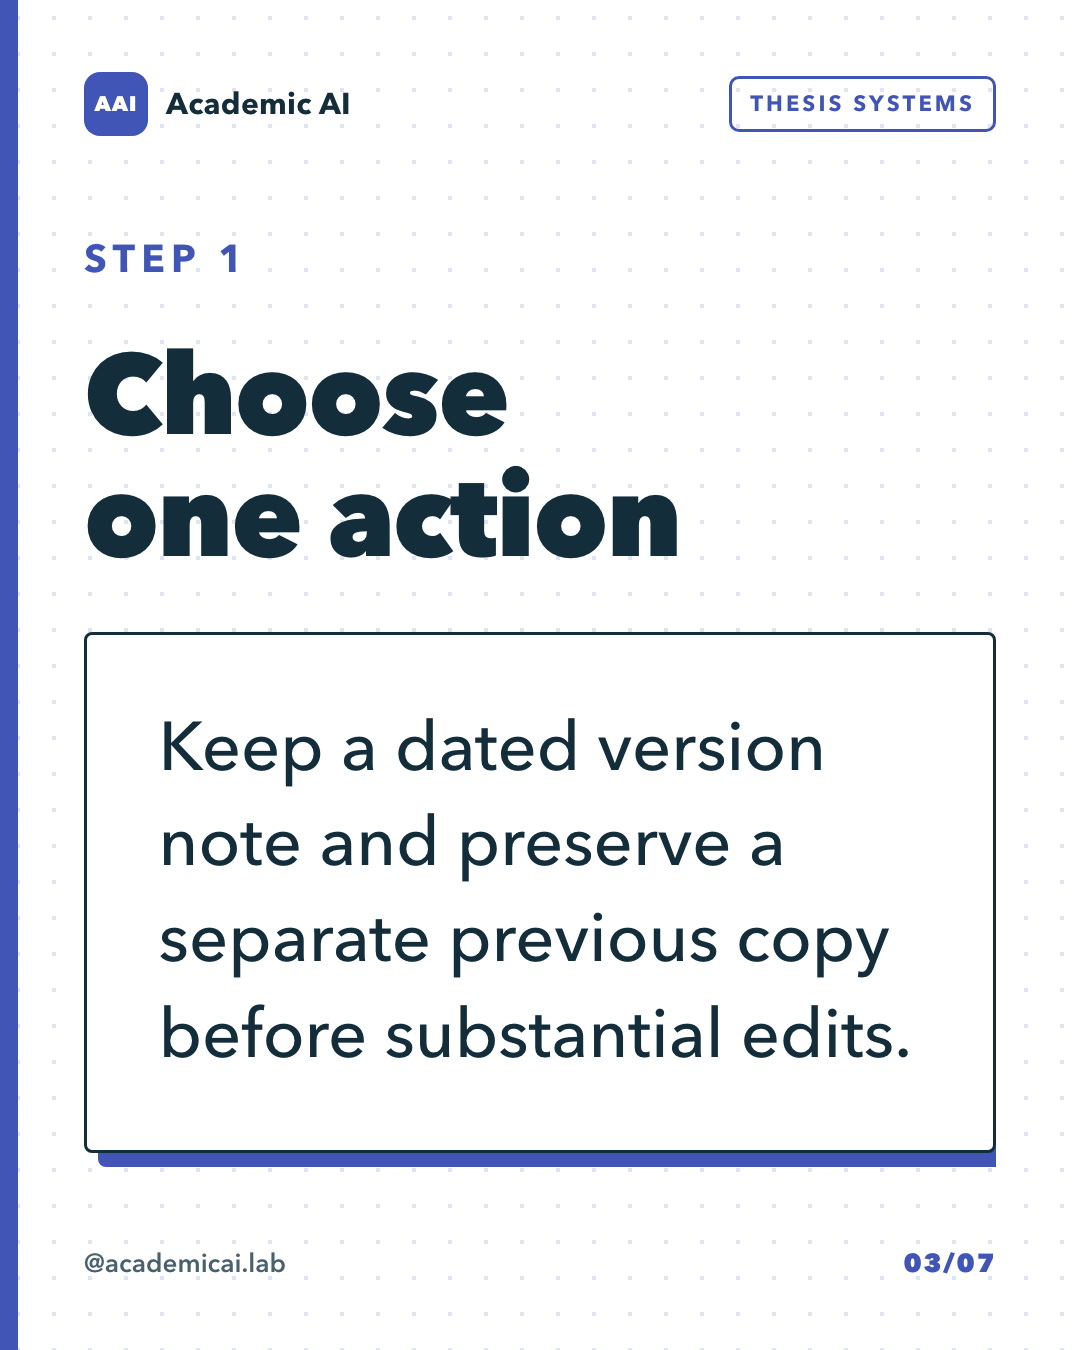 AAI
Academic AI
THESIS SYSTEMS
STEP 1
Choose
one action
Keep a dated version
note and preserve a
separate previous copy
before substantial edits.
@academicai.lab
03/07